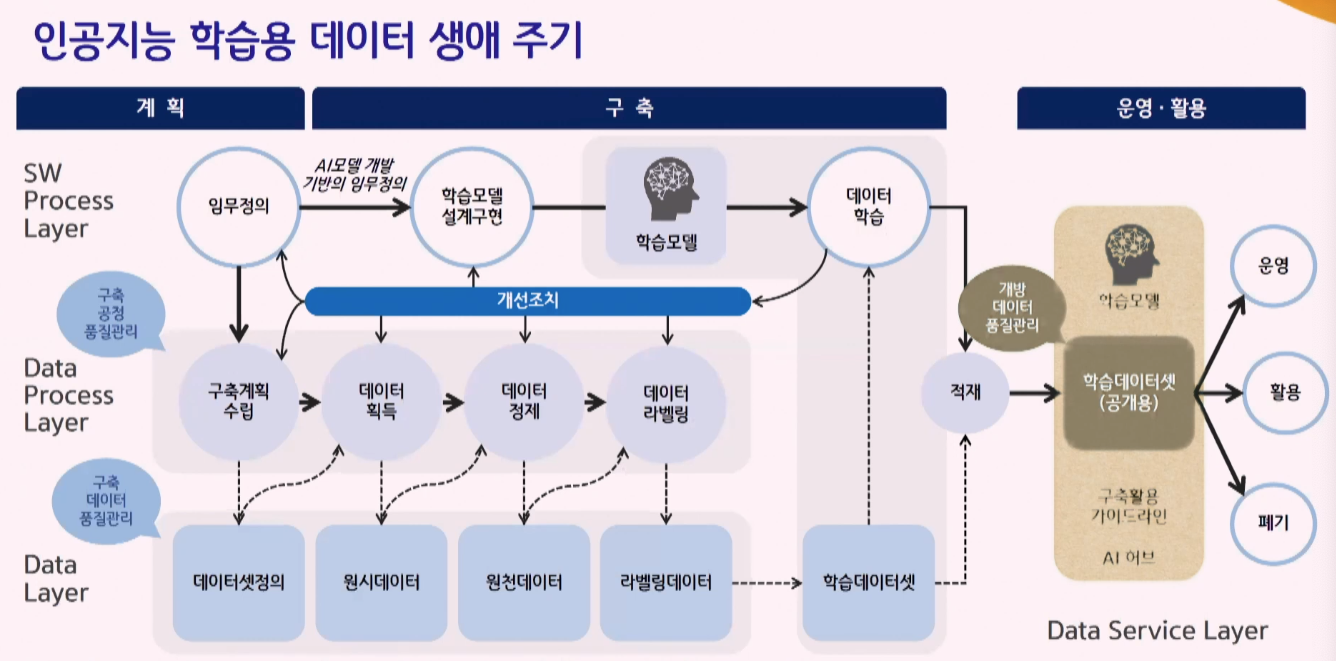 인공지능 학습용 데이터 생애 주기
계 획
구 축
운영·활용
SW
Process
Layer
임무정의
AI모델 개발
기반의 임무정의
학습모델
설계구현
학습모델
데이터
학습
개선조치
구축
공정
품질관리
Data
Process
Layer
구축계획
수립
데이터
획득
데이터
정제
데이터
라벨링
적재
구축
데이터
품질관리
Data
Layer
데이터셋정의
원시데이터
원천데이터
라벨링데이터
학습데이터셋
개방
데이터
품질관리
학습모델
학습데이터셋
(공개용)
구축활용
가이드라인
AI 허브
운영
활용
폐기
Data Service Layer